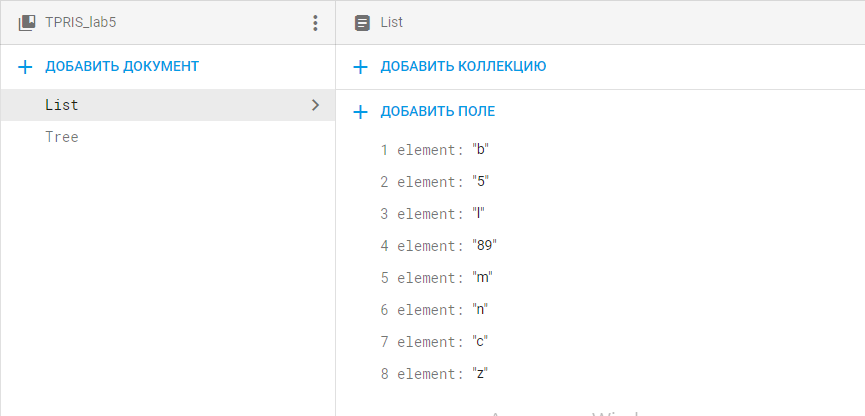 TPRIS_lab5
List
ДОБАВИТЬ ДОКУМЕНТ
ДОБАВИТЬ КОЛЛЕКЦИЮ
List
Tree
ДОБАВИТЬ ПОЛЕ
1 element: "b"
2 element: "5"
3 element: "l"
4 element: "89"
5 element: "m"
6 element: "n"
7 element: "c"
8 element: "z"